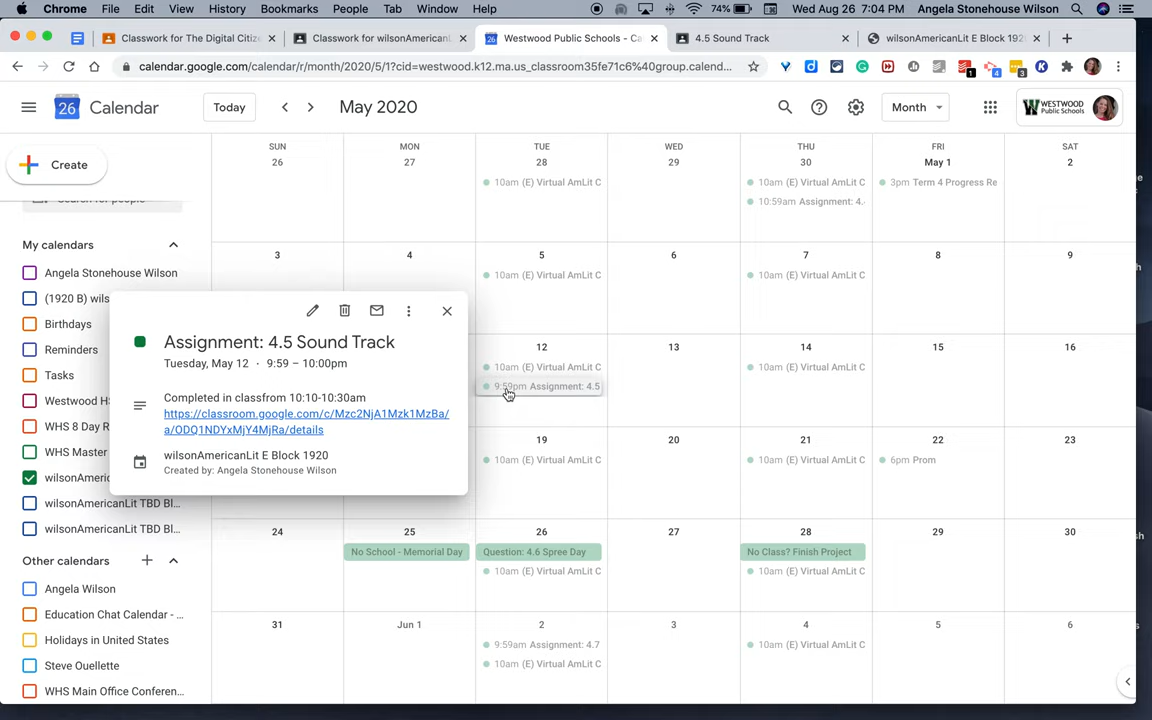 Chrome File Edit View History Bookmarks People Tab Window Help 74% Wed Aug 26 7:04 PM Angela Stonehouse Wilson
Classwork for The Digital Citize
Classwork for wilsonAmericanL
Westwood Public Schools - Ca
4.5 Sound Track
wilsonAmericanLit E Block 192
calendar.google.com/calendar/r/month/2020/5/1?cid=westwood.k12.ma.us_classroom35fe71c6%40group.calend...
26 Calendar Today May 2020 Month WESTWOOD
Public Schools
Create
SUN MON TUE WED THU FRI SAT
26 27 28 29 30 May 1 2
10am (E) Virtual AmLit C 10am (E) Virtual AmLit C 3pm Term 4 Progress Re
10:59am Assignment: 4.
My calendars
Angela Stonehouse Wilson
(1920 B) wils
Birthdays
Reminders
Tasks
Westwood H
WHS 8 Day R
WHS Master
wilsonAmeric
wilsonAmericanLit TBD Bl...
wilsonAmericanLit TBD Bl...
Other calendars
Angela Wilson
Education Chat Calendar - ...
Holidays in United States
Steve Ouellette
WHS Main Office Conferen...
3 4 5 6 7 8 9
10am (E) Virtual AmLit C 10am (E) Virtual AmLit C
Assignment: 4.5 Sound Track
Tuesday, May 12 · 9:59 – 10:00pm
Completed in classfrom 10:10-10:30am
https://classroom.google.com/c/Mzc2NjA1Mzk1MzBa/
a/ODQ1NDYxMjY4MjRa/details
wilsonAmericanLit E Block 1920
Created by: Angela Stonehouse Wilson
12 13 14 15 16
10am (E) Virtual AmLit C 10am (E) Virtual AmLit C
9:59pm Assignment: 4.5
19 20 21 22 23
10am (E) Virtual AmLit C 10am (E) Virtual AmLit C 6pm Prom
24 25 26 27 28 29 30
No School - Memorial Day Question: 4.6 Spree Day No Class? Finish Project
10am (E) Virtual AmLit C 10am (E) Virtual AmLit C
31 Jun 1 2 3 4 5 6
9:59am Assignment: 4.7 10am (E) Virtual AmLit C
10am (E) Virtual AmLit C